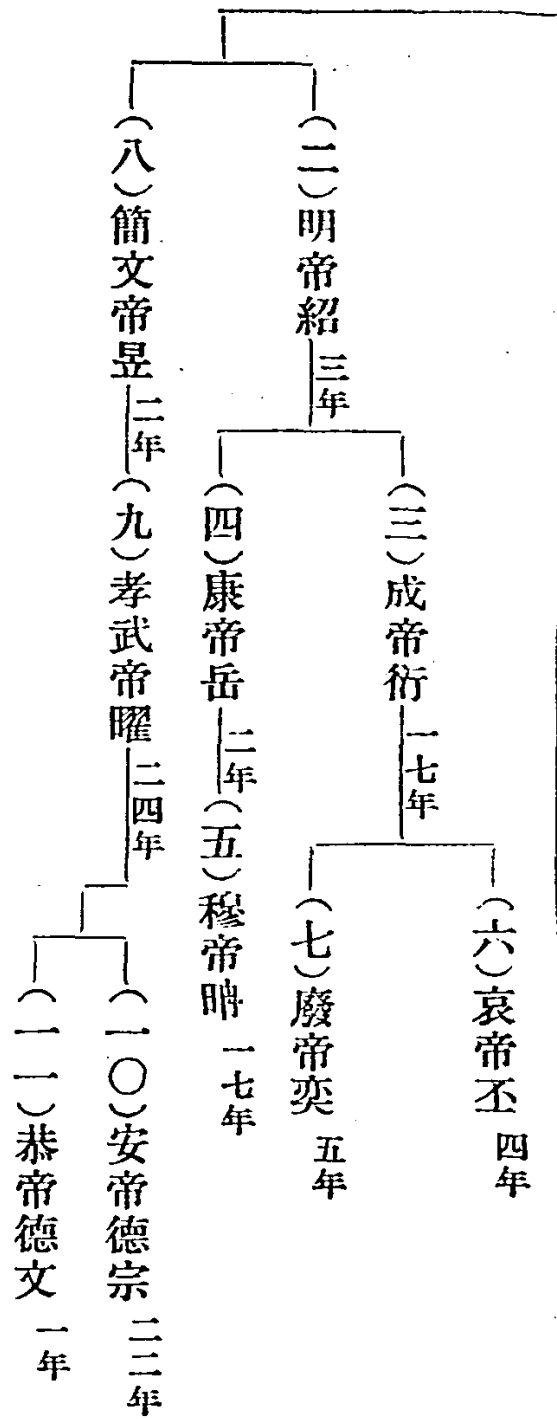 （六）哀帝丕 四年
（三）成帝衍 一七年
（七）廢帝奕 五年
（二）明帝紹 三年
（四）康帝岳 二年
（五）穆帝聃 一七年
（八）簡文帝昱 二年
（九）孝武帝曜 二四年
（一〇）安帝德宗 二二年
（一一）恭帝德文 一年